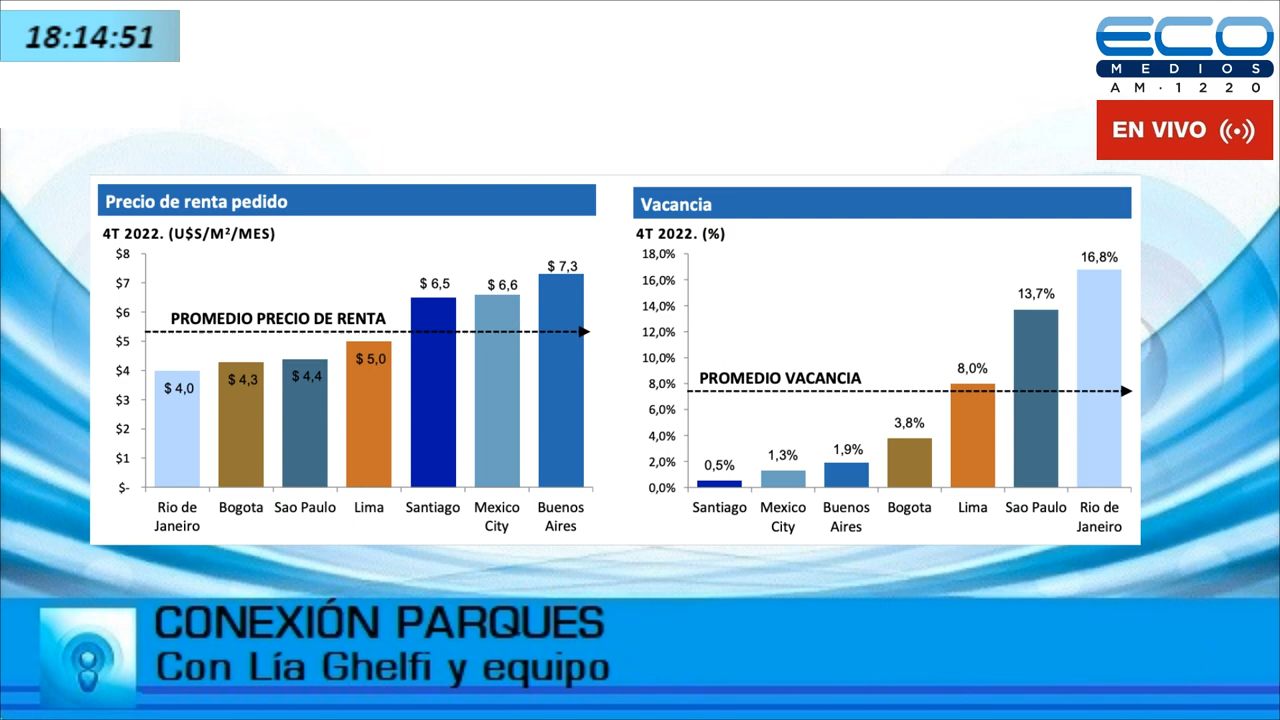 18:14:51
ECO
MEDIOS
AM·1220
EN VIVO
Precio de renta pedido
4T 2022. (U$S/M²/MES)
$8
$7
$6
$5
$4
$3
$2
$1
$-
PROMEDIO PRECIO DE RENTA
$ 4,0
$ 4,3
$ 4,4
$ 5,0
$ 6,5
$ 6,6
$ 7,3
Rio de Janeiro
Bogota
Sao Paulo
Lima
Santiago
Mexico City
Buenos Aires
Vacancia
4T 2022. (%)
18,0%
16,0%
14,0%
12,0%
10,0%
8,0%
6,0%
4,0%
2,0%
0,0%
PROMEDIO VACANCIA
0,5%
1,3%
1,9%
3,8%
8,0%
13,7%
16,8%
Santiago
Mexico City
Buenos Aires
Bogota
Lima
Sao Paulo
Rio de Janeiro
CONEXIÓN PARQUES
Con Lía Ghelfi y equipo